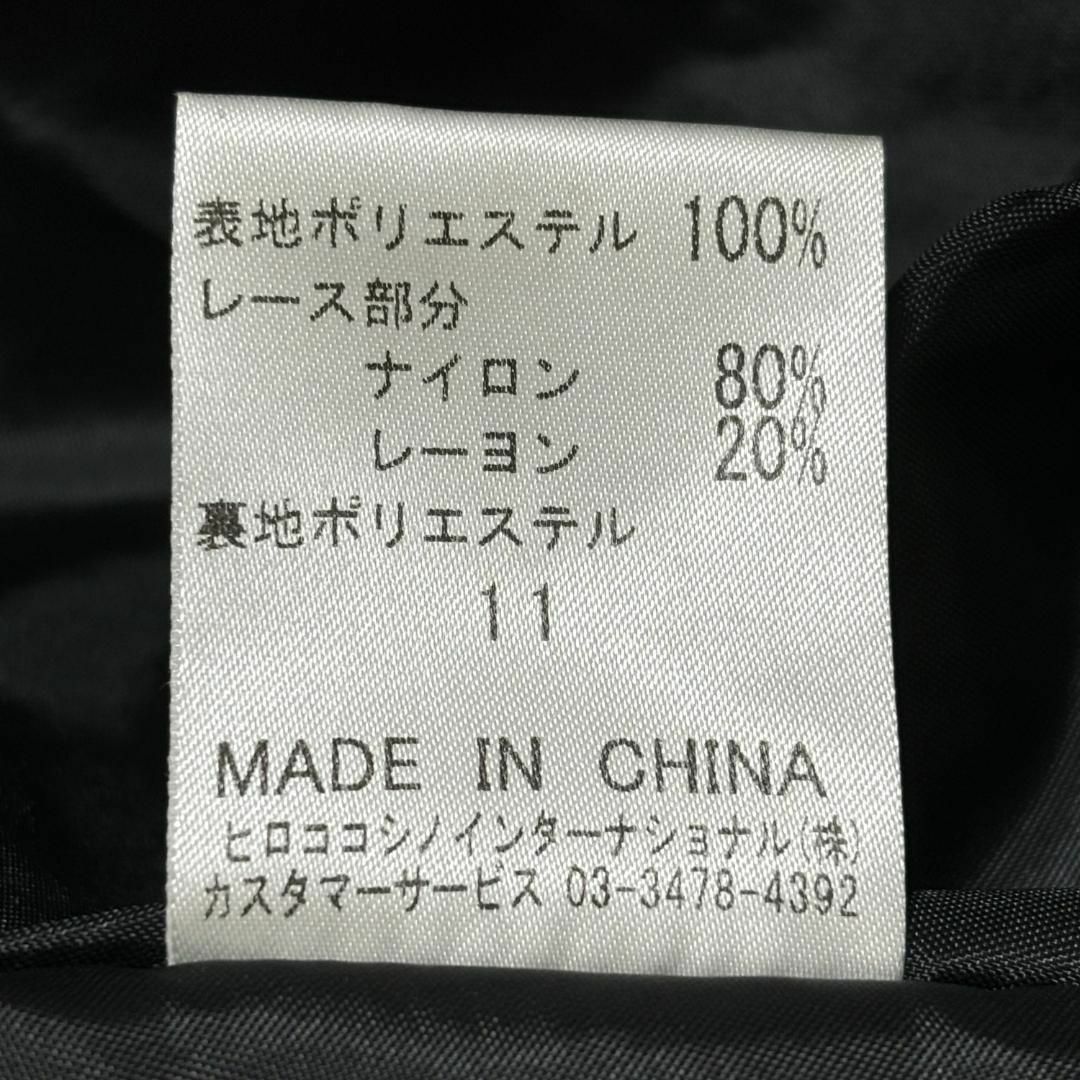 表地ポリエステル 100%
レース部分
ナイロン 80%
レーヨン 20%
裏地ポリエステル
11
MADE IN CHINA
ヒロココシノインターナショナル(株)
カスタマーサービス 03-3478-4392